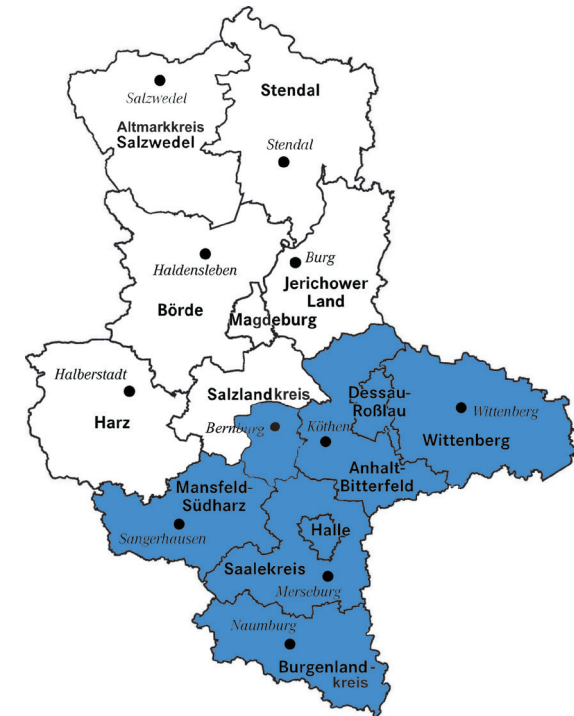 Salzwedel
Altmarkkreis
Salzwedel
Stendal
Stendal
Haldensleben
Börde
Burg
Jerichower
Land
Magdeburg
Halberstadt
Harz
Salzlandkreis
Bernburg
Köthen
Dessau-
Roßlau
Wittenberg
Wittenberg
Anhalt-
Bitterfeld
Mansfeld-
Südharz
Sangerhausen
Halle
Saalekreis
Merseburg
Naumburg
Burgenland-
kreis